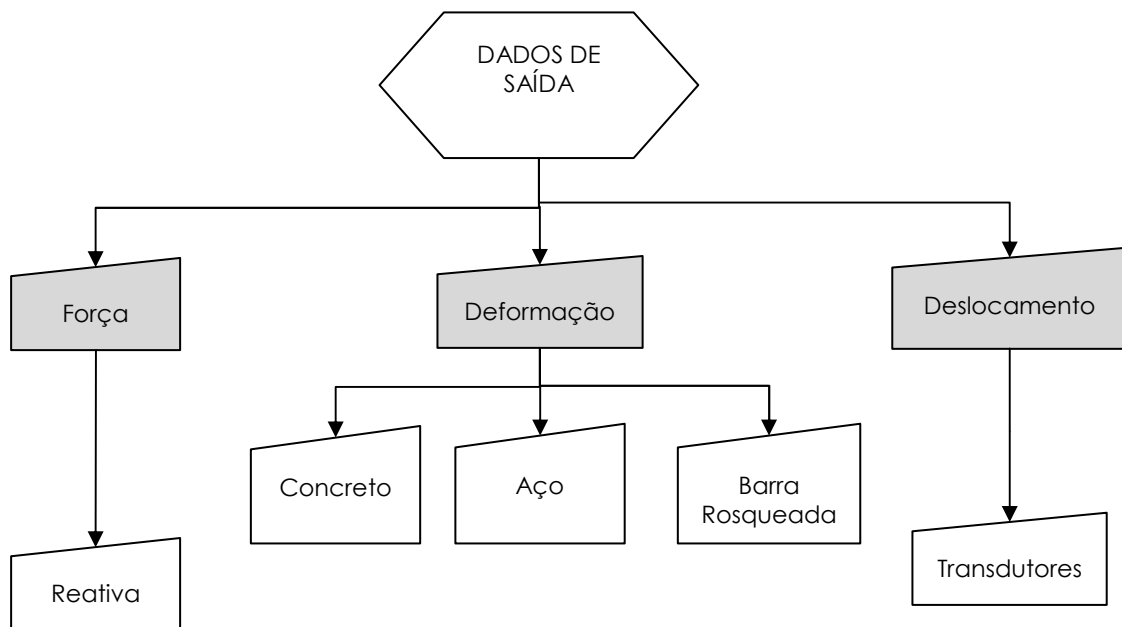 DADOS DE
SAÍDA
Força
Deformação
Deslocamento
Concreto
Aço
Barra
Rosqueada
Reativa
Transdutores